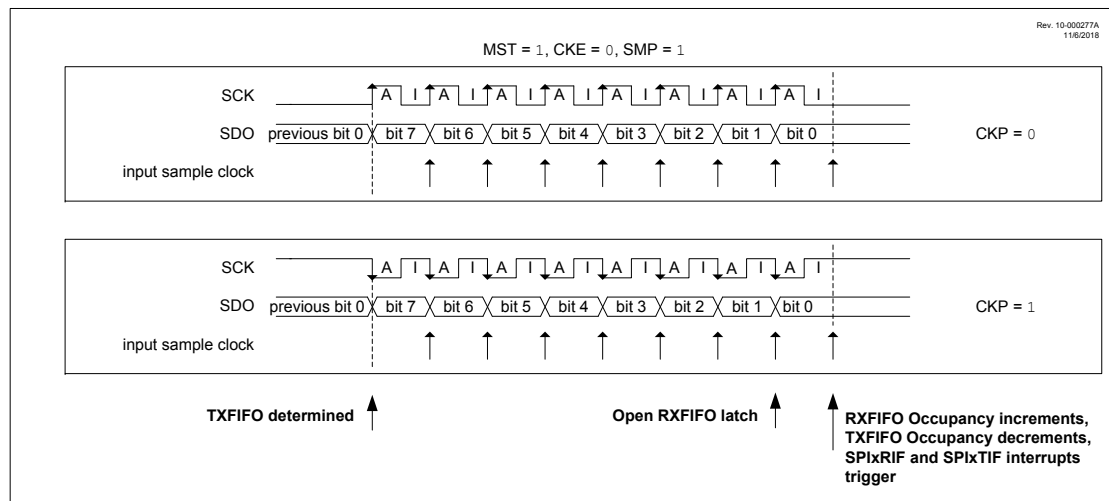 Rev. 10-000277A
11/6/2018
MST = 1, CKE = 0, SMP = 1
SCK A I A I A I A I A I A I A I A I
SDO previous bit 0 bit 7 bit 6 bit 5 bit 4 bit 3 bit 2 bit 1 bit 0 CKP = 0
input sample clock
SCK A I A I A I A I A I A I A I A I
SDO previous bit 0 bit 7 bit 6 bit 5 bit 4 bit 3 bit 2 bit 1 bit 0 CKP = 1
input sample clock
TXFIFO determined
Open RXFIFO latch
RXFIFO Occupancy increments,
TXFIFO Occupancy decrements,
SPIxRIF and SPIxTIF interrupts
trigger